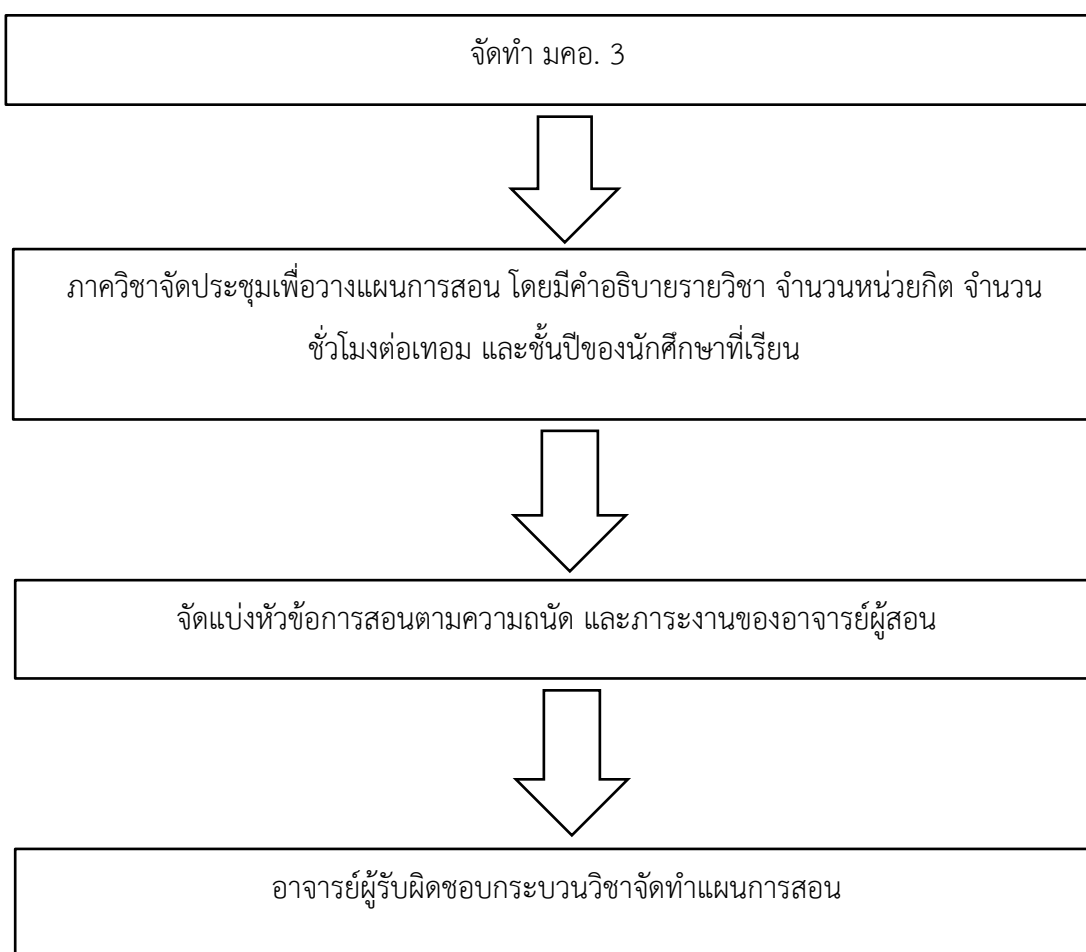 จัดทำ มคอ. 3
ภาควิชาจัดประชุมเพื่อวางแผนการสอน โดยมีคำอธิบายรายวิชา จำนวนหน่วยกิต จำนวน
ชั่วโมงต่อเทอม และชั้นปีของนักศึกษาที่เรียน
จัดแบ่งหัวข้อการสอนตามความถนัด และภาระงานของอาจารย์ผู้สอน
อาจารย์ผู้รับผิดชอบกระบวนวิชาจัดทำแผนการสอน